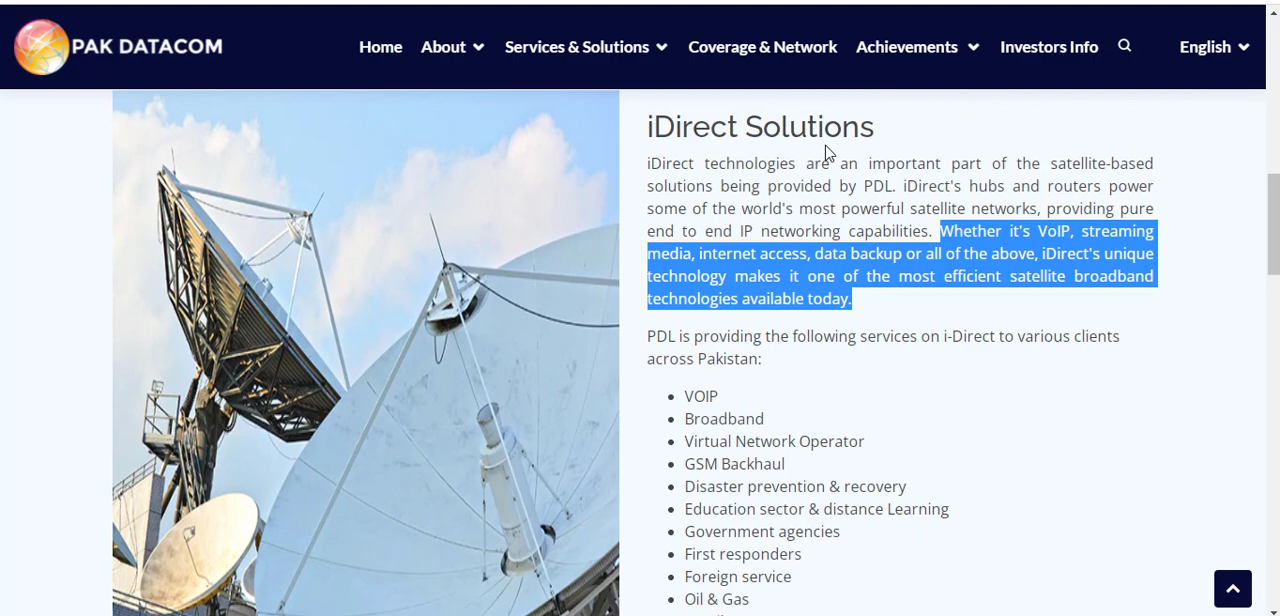 PAK DATACOM
Home About Services & Solutions Coverage & Network Achievements Investors Info English
iDirect Solutions
iDirect technologies are an important part of the satellite-based
solutions being provided by PDL. iDirect's hubs and routers power
some of the world's most powerful satellite networks, providing pure
end to end IP networking capabilities. Whether it's VoIP, streaming
media, internet access, data backup or all of the above, iDirect's unique
technology makes it one of the most efficient satellite broadband
technologies available today.
PDL is providing the following services on i-Direct to various clients
across Pakistan:
VOIP
Broadband
Virtual Network Operator
GSM Backhaul
Disaster prevention & recovery
Education sector & distance Learning
Government agencies
First responders
Foreign service
Oil & Gas